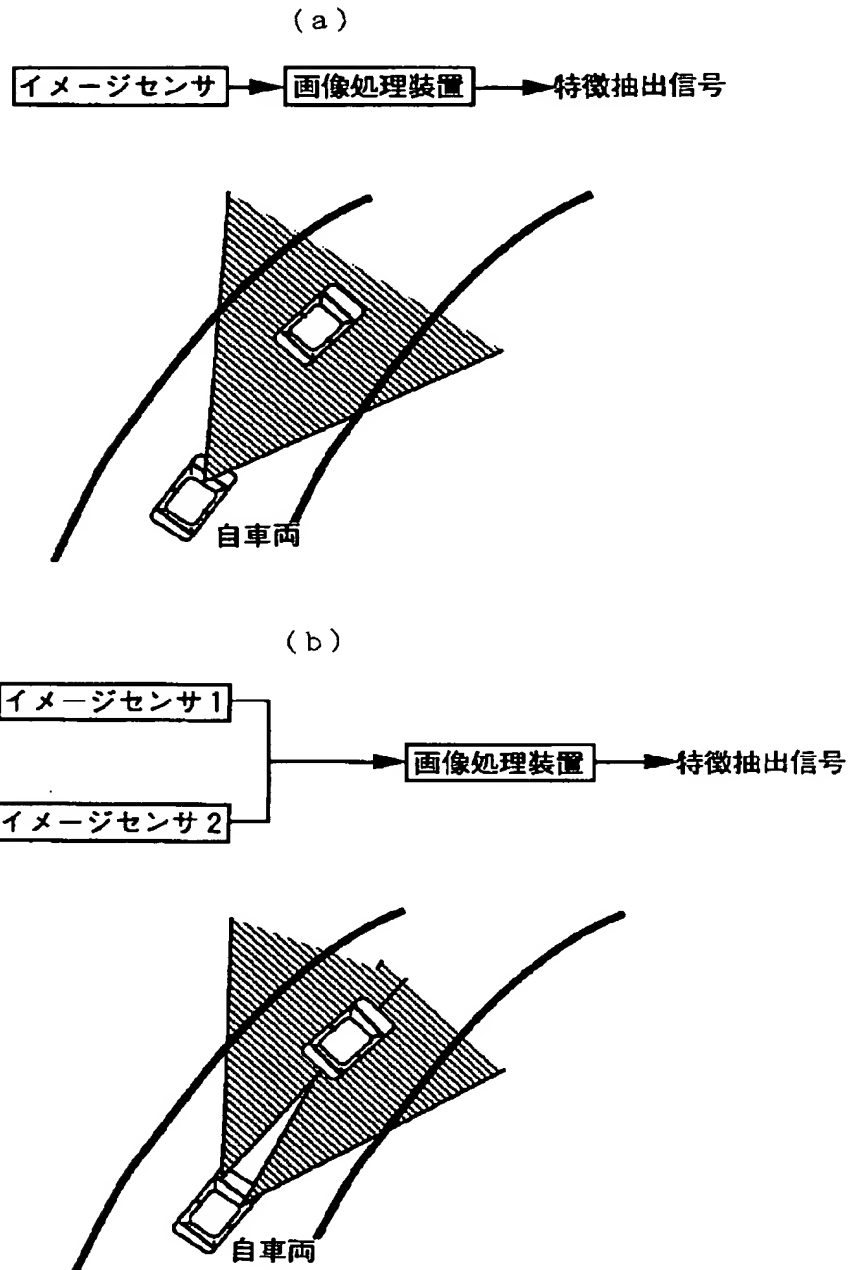 (a)
イメージセンサ 画像処理装置 特徴抽出信号
自車両
(b)
イメージセンサ1
画像処理装置 特徴抽出信号
イメージセンサ2
自車両